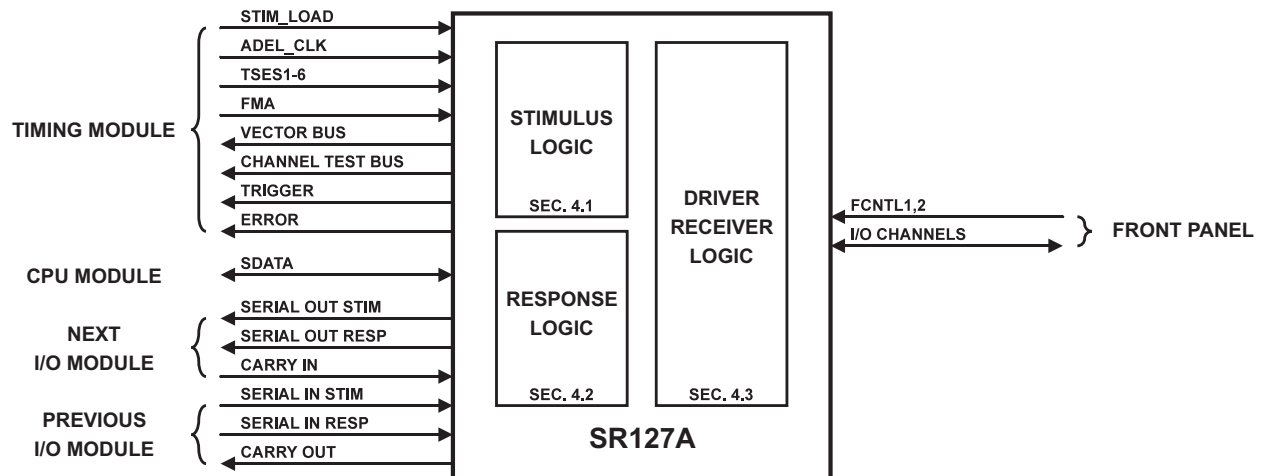 STIM_LOAD
ADEL_CLK
TSES1-6
FMA
VECTOR BUS
CHANNEL TEST BUS
TRIGGER
ERROR
TIMING MODULE
SDATA
CPU MODULE
SERIAL OUT STIM
SERIAL OUT RESP
CARRY IN
NEXT
I/O MODULE
SERIAL IN STIM
SERIAL IN RESP
CARRY OUT
PREVIOUS
I/O MODULE
STIMULUS
LOGIC
SEC. 4.1
RESPONSE
LOGIC
SEC. 4.2
DRIVER
RECEIVER
LOGIC
SEC. 4.3
SR127A
FCNTL1,2
I/O CHANNELS
FRONT PANEL